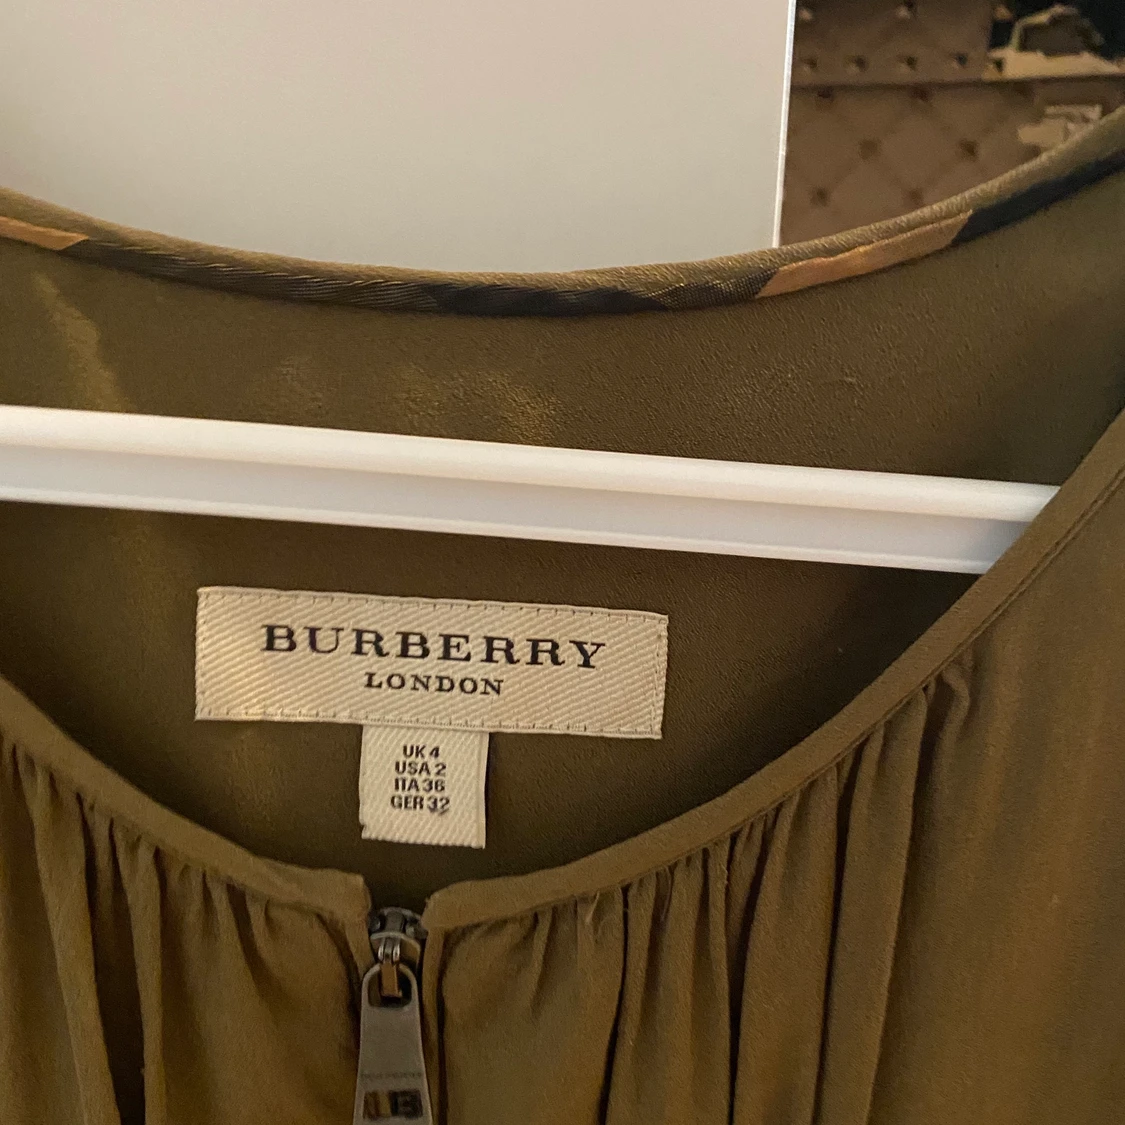 BURBERRY
LONDON
UK 4
USA 2
ITA 36
GER 32